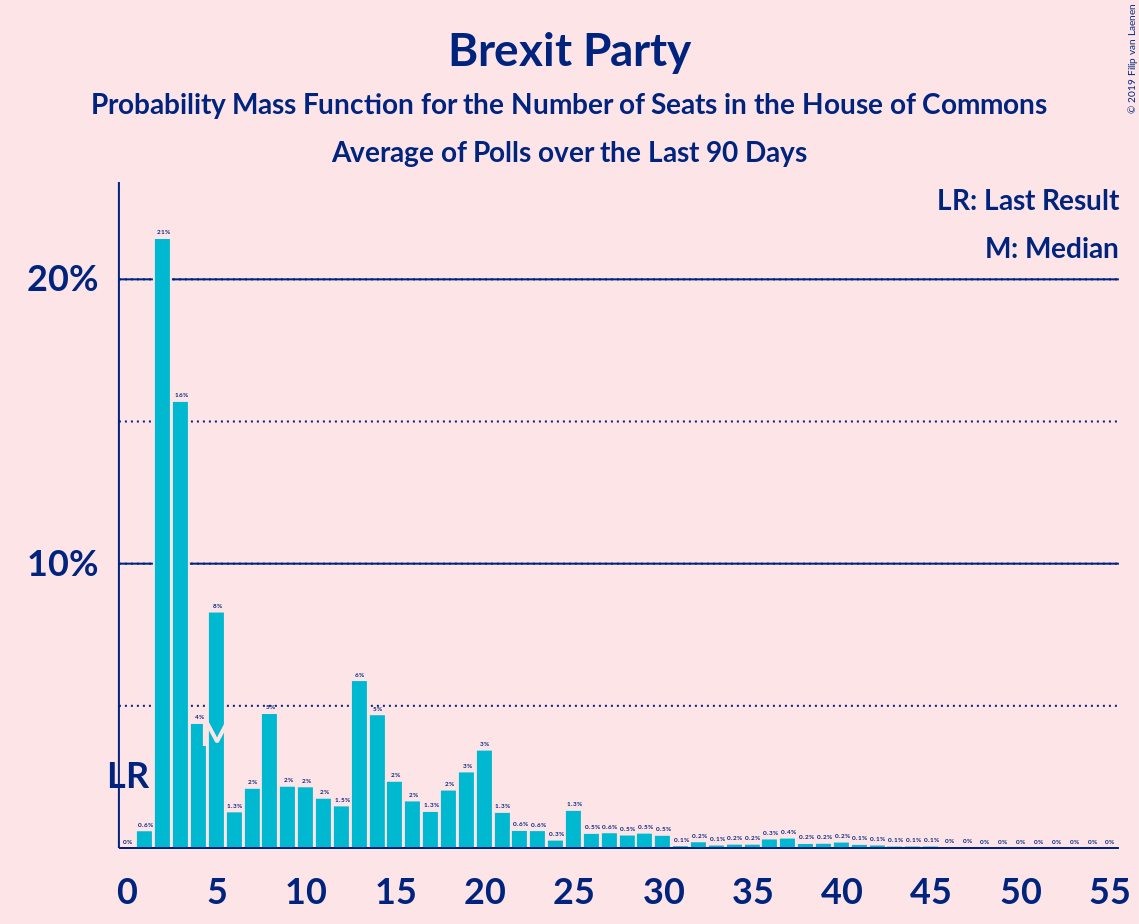 © 2019 Filip van Laenen
Brexit Party
Probability Mass Function for the Number of Seats in the House of Commons
Average of Polls over the Last 90 Days
LR: Last Result
M: Median
20%
10%
0% 0.6% 21% 16% 4% 8% 1.3% 2% 5% 2% 2% 2% 1.5% 6% 5% 2% 2% 1.3% 2% 3% 3% 1.3% 0.6% 0.6% 0.3% 1.3% 0.5% 0.6% 0.5% 0.5% 0.5% 0.1% 0.2% 0.1% 0.2% 0.2% 0.3% 0.4% 0.2% 0.2% 0.2% 0.1% 0.1% 0.1% 0.1% 0.1% 0% 0% 0% 0% 0% 0% 0% 0% 0% 0%
LR M
0 5 10 15 20 25 30 35 40 45 50 55